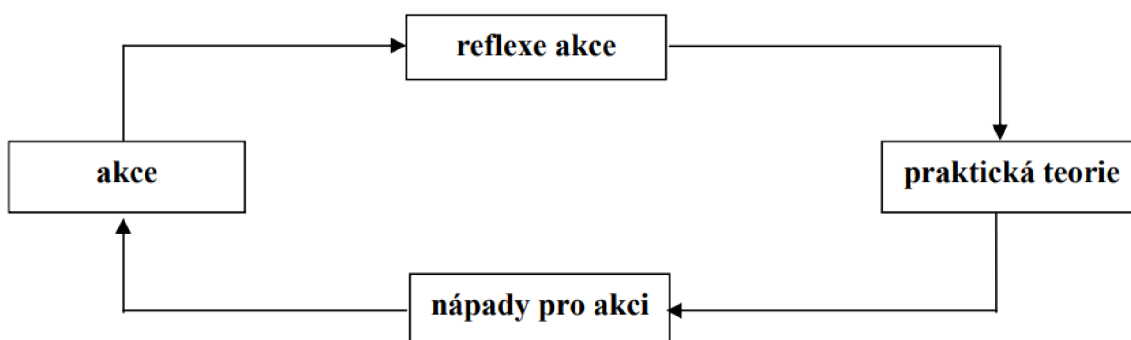 reflexe akce
akce
praktická teorie
nápady pro akci